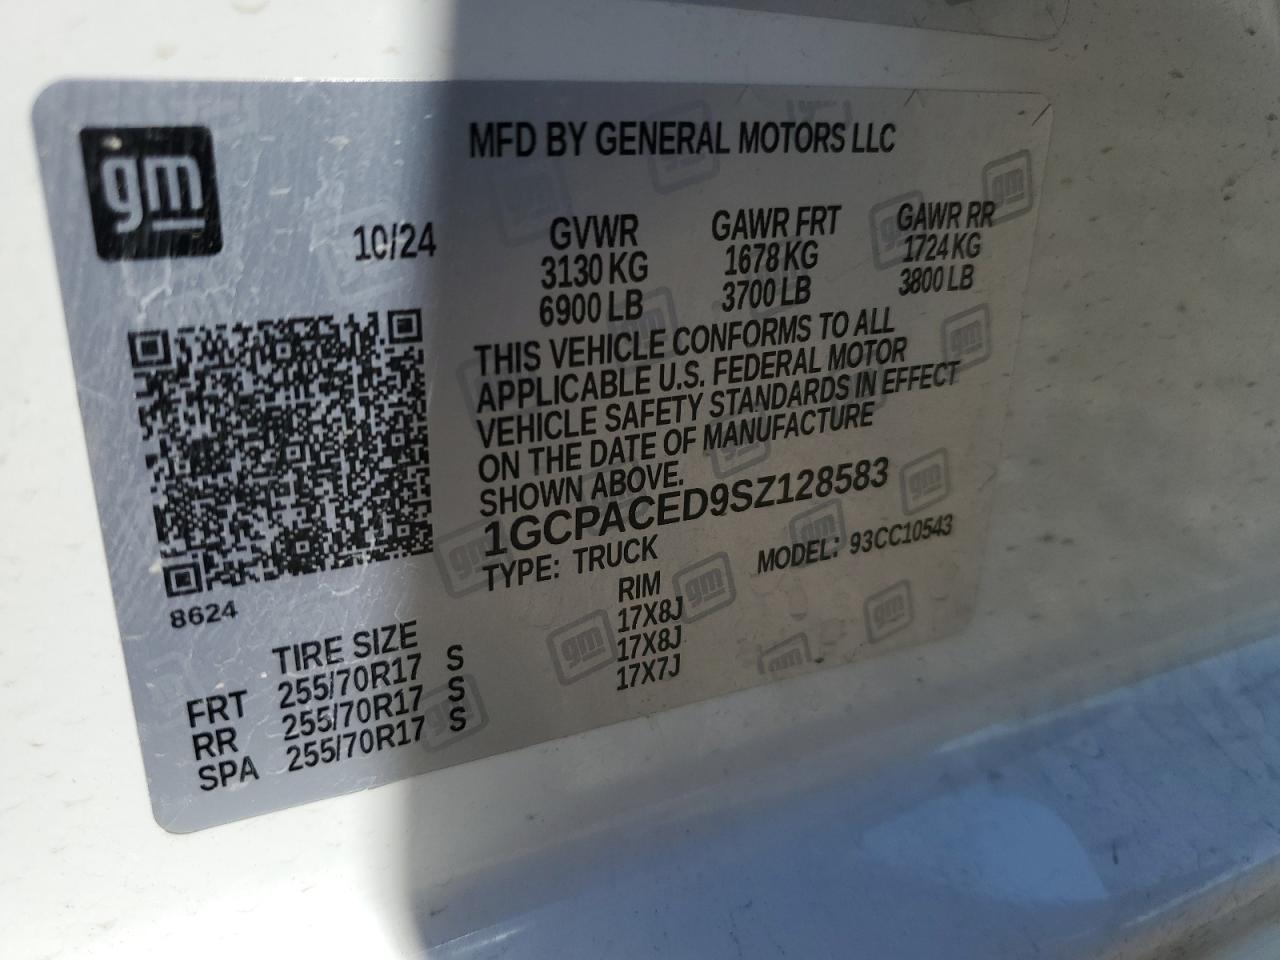 gm
MFD BY GENERAL MOTORS LLC
10/24 GVWR GAWR FRT GAWR RR
3130 KG 1678 KG 1724 KG
6900 LB 3700 LB 3800 LB
THIS VEHICLE CONFORMS TO ALL
APPLICABLE U.S. FEDERAL MOTOR
VEHICLE SAFETY STANDARDS IN EFFECT
ON THE DATE OF MANUFACTURE
SHOWN ABOVE.
1GCPACED9SZ128583
TYPE: TRUCK MODEL: 93CC10543
8624
TIRE SIZE RIM
FRT 255/70R17 S 17X8J
RR 255/70R17 S 17X8J
SPA 255/70R17 S 17X7J